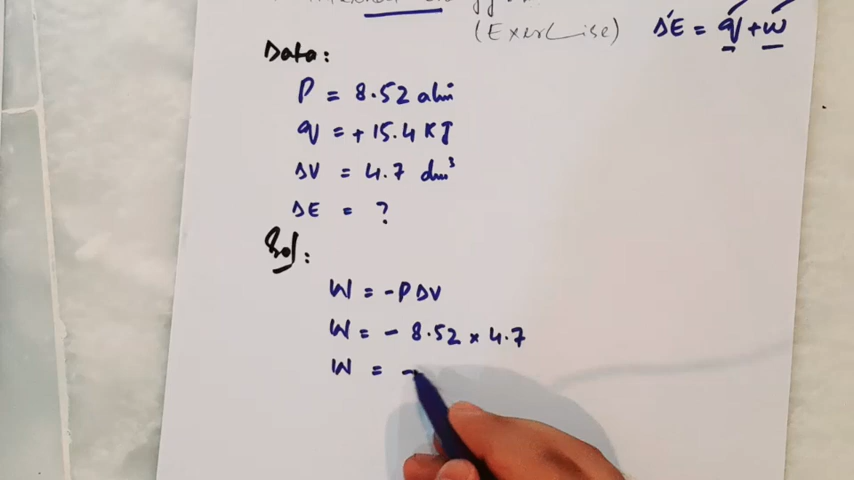 (Exercise) ΔE = q + w
Data:
P = 8.52 atm
q = + 15.4 KJ
ΔV = 4.7 dm³
ΔE = ?
Sol:
W = - P ΔV
W = - 8.52 × 4.7
W = -